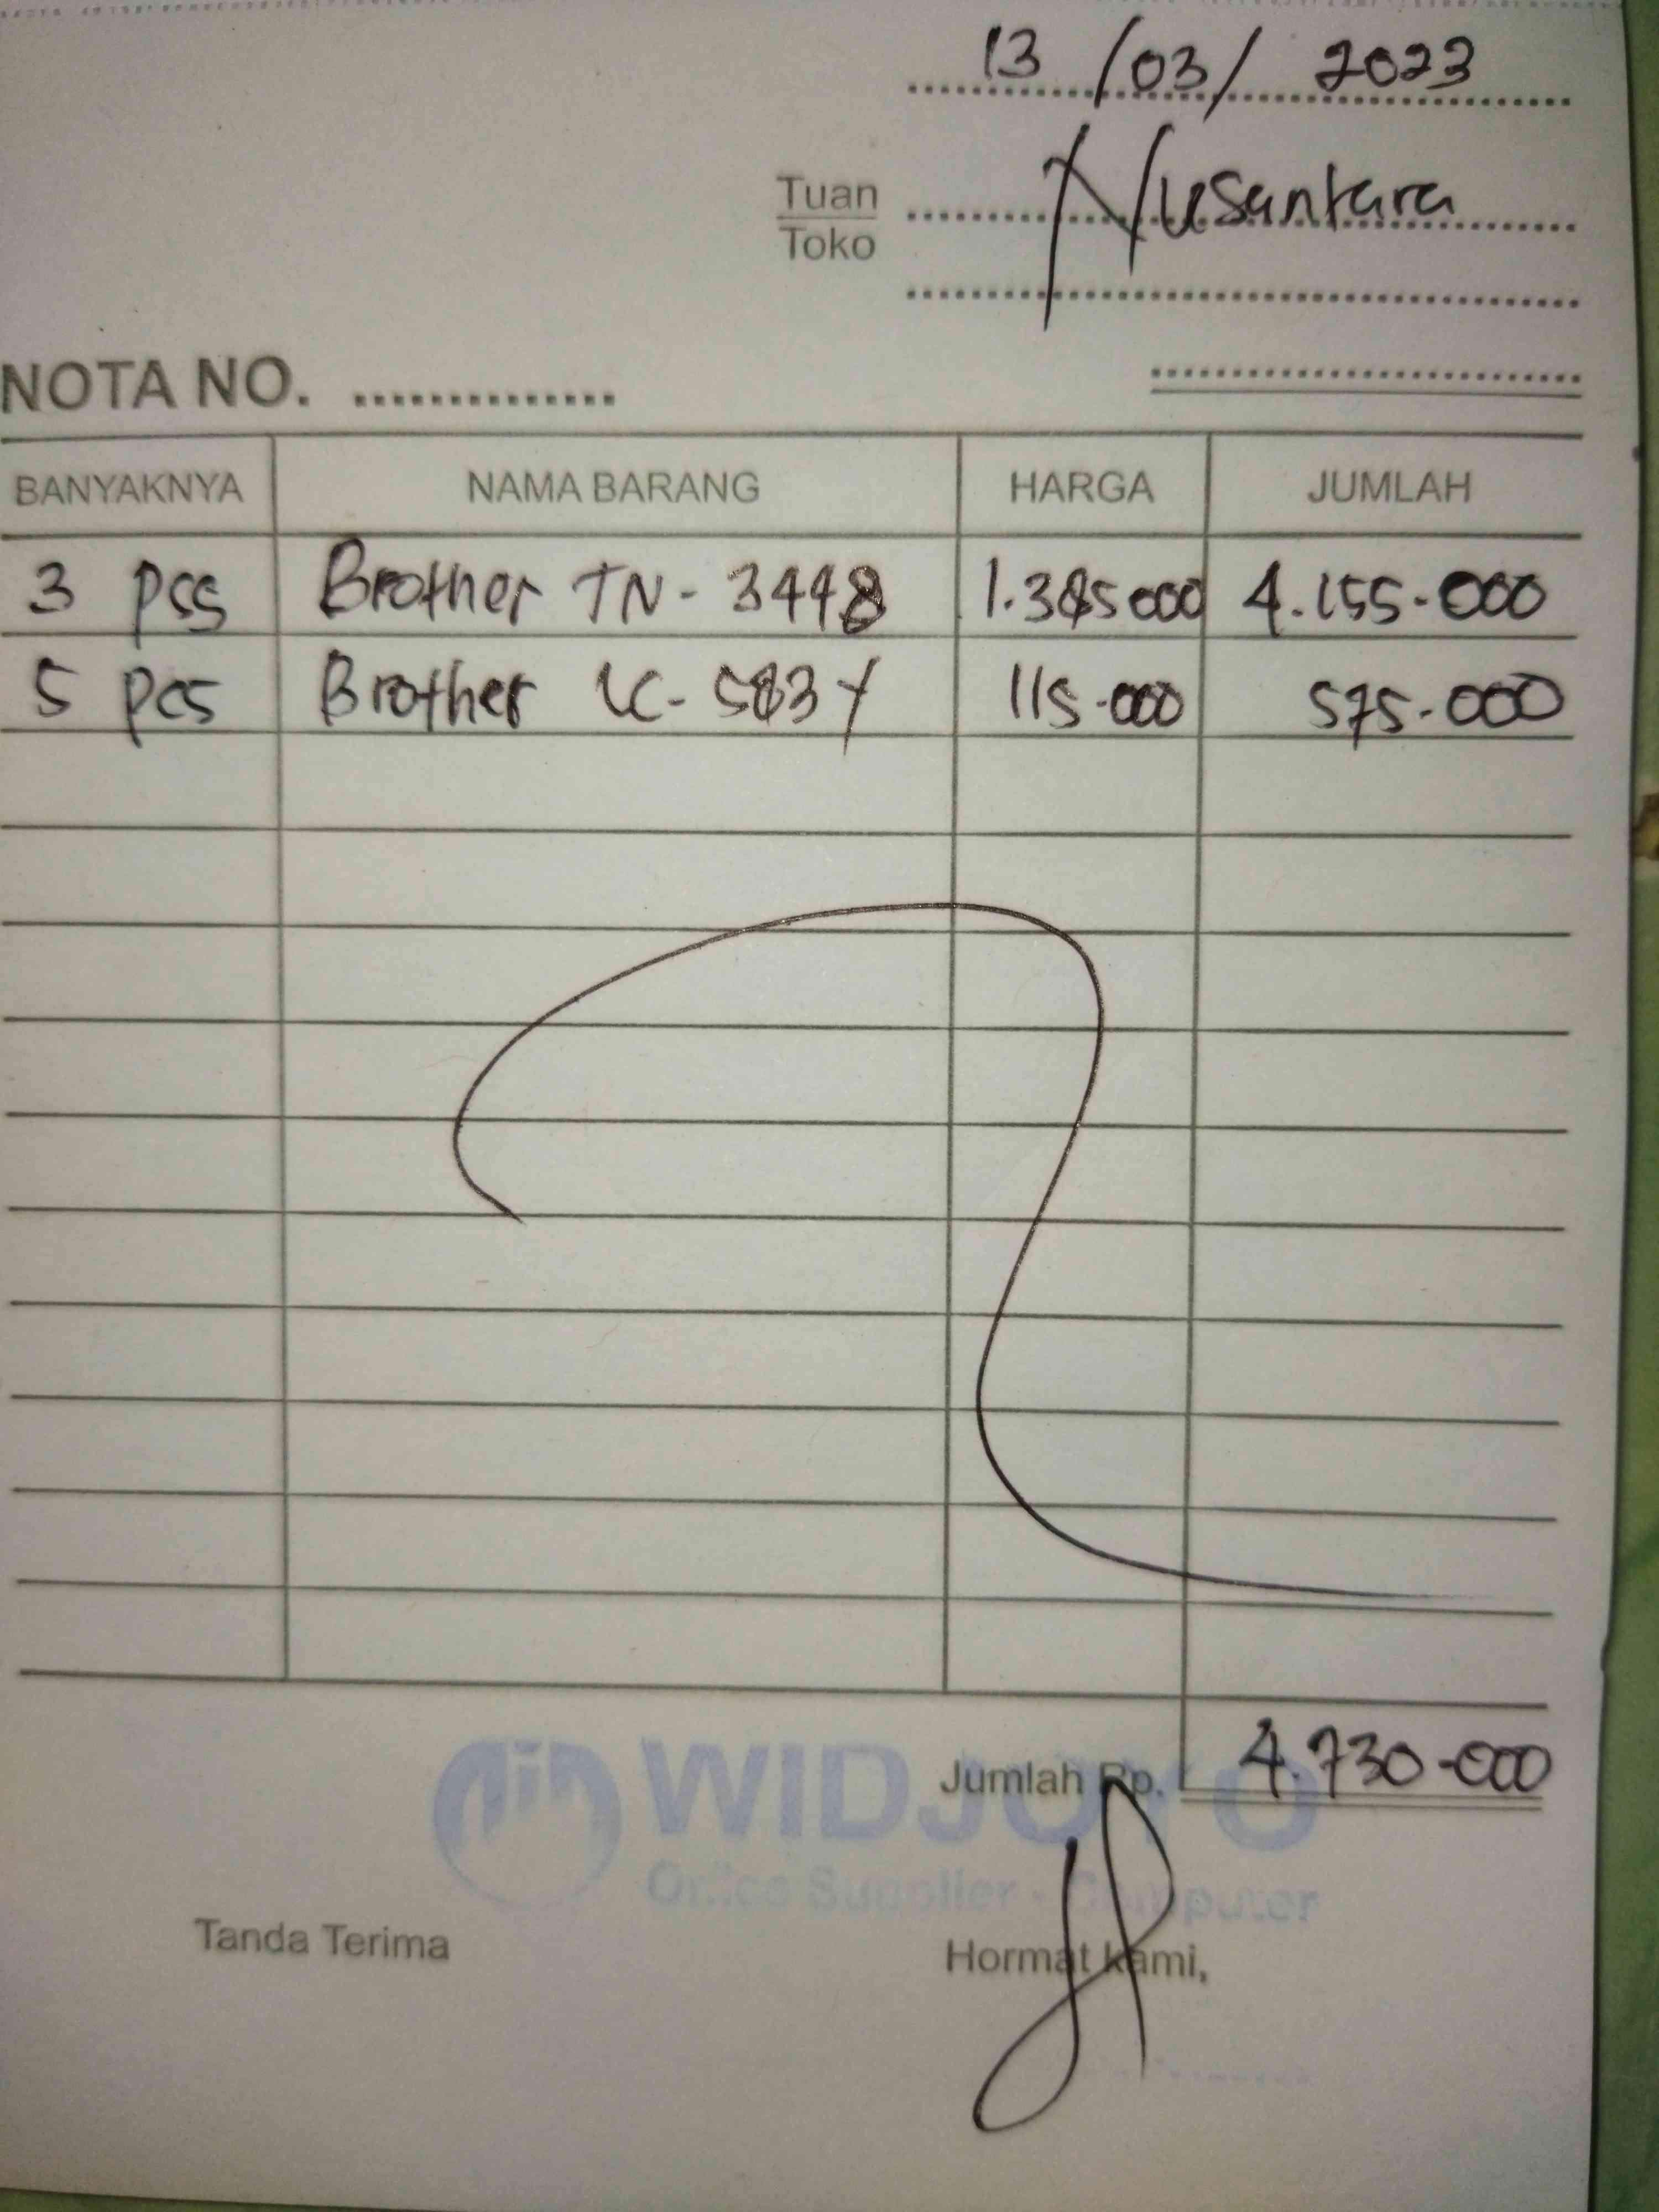 13 / 03 / 2023
Tuan Nusantara
Toko
NOTA NO. ...............
BANYAKNYA NAMA BARANG HARGA JUMLAH
3 pcs Brother TN - 3448 1.385000 4.155.000
5 pcs Brother LC - 583Y 115.000 575.000
Jumlah Rp. 4.730.000
WIDJOYO
Office Supplier - Computer
Tanda Terima Hormat kami,